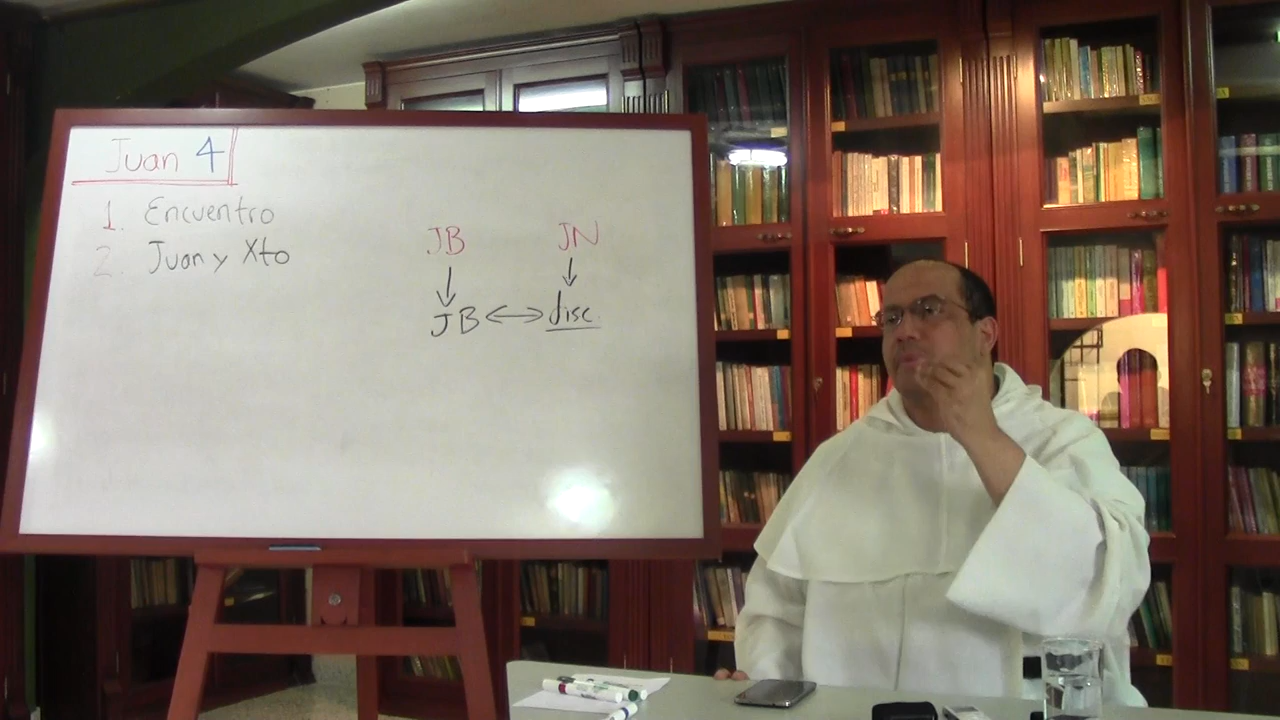 Juan 4
1. Encuentro
2. Juan y Xto
JB JN
JB disc.